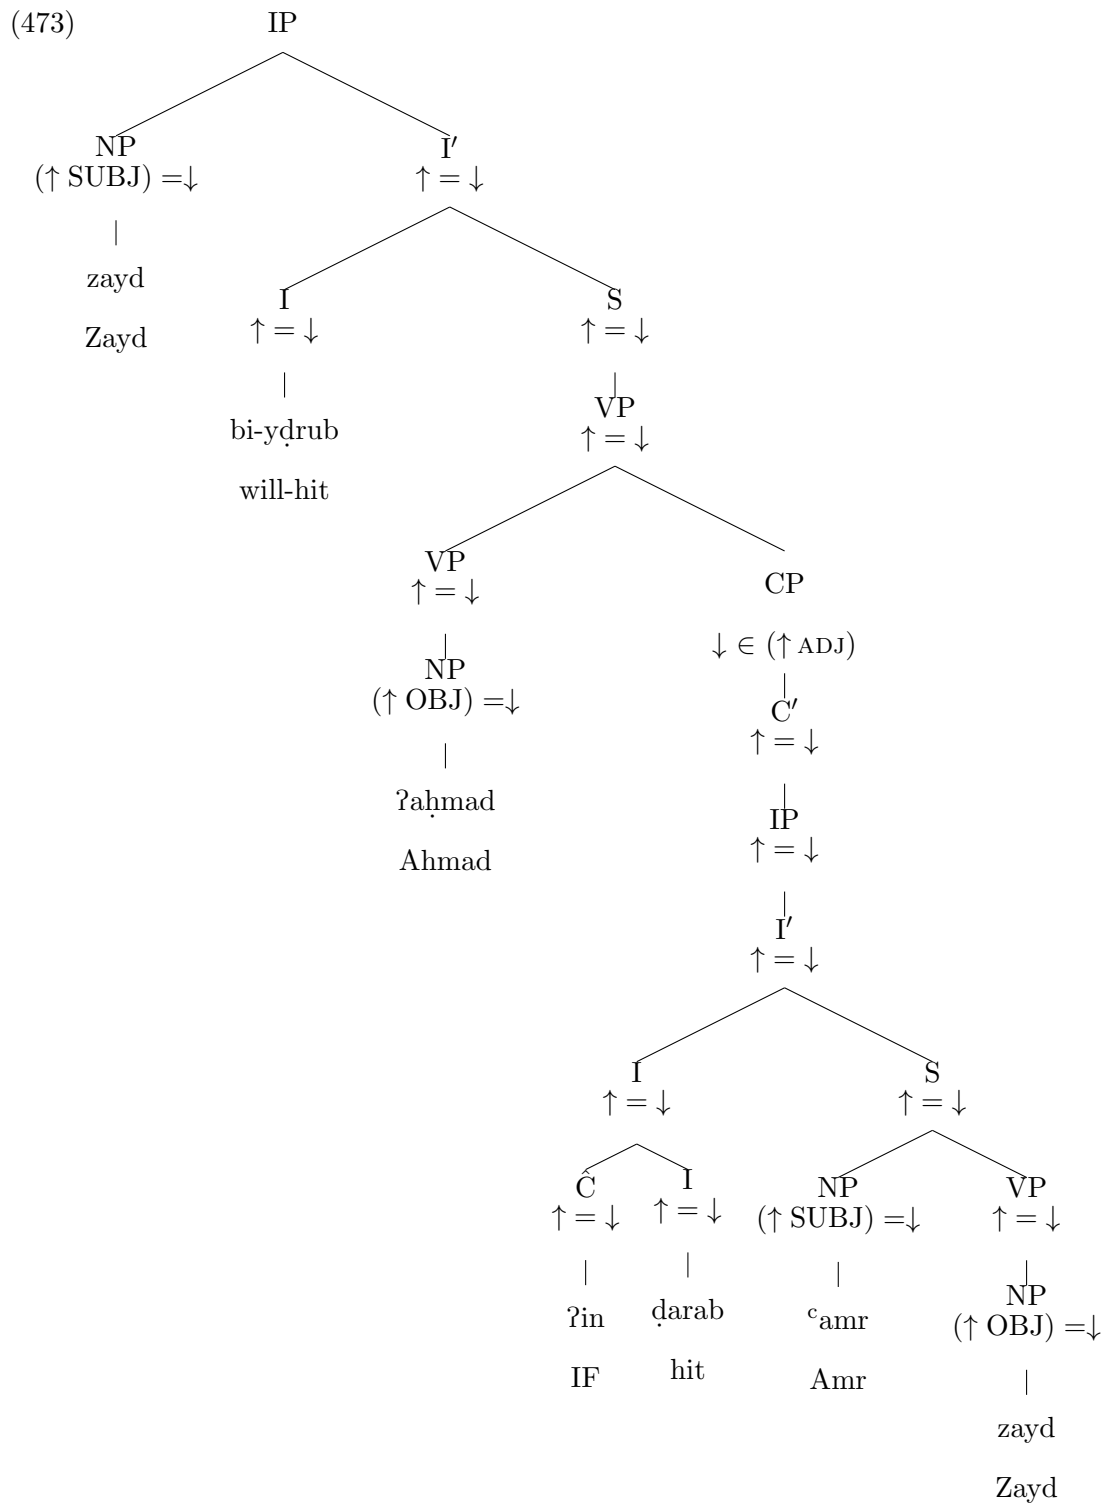 (473) IP
NP I′
(↑ SUBJ) =↓ ↑ = ↓
zayd I S
Zayd ↑ = ↓ ↑ = ↓
bi-yḍrub VP
will-hit ↑ = ↓
VP CP
↑ = ↓ ↓ ∈ (↑ ADJ)
NP C′
(↑ OBJ) =↓ ↑ = ↓
ʔaḥmad IP
Ahmad ↑ = ↓
I′
↑ = ↓
I S
↑ = ↓ ↑ = ↓
Ĉ I NP VP
↑ = ↓ ↑ = ↓ (↑ SUBJ) =↓ ↑ = ↓
ʔin ḍarab ᶜamr NP
IF hit Amr (↑ OBJ) =↓
zayd
Zayd